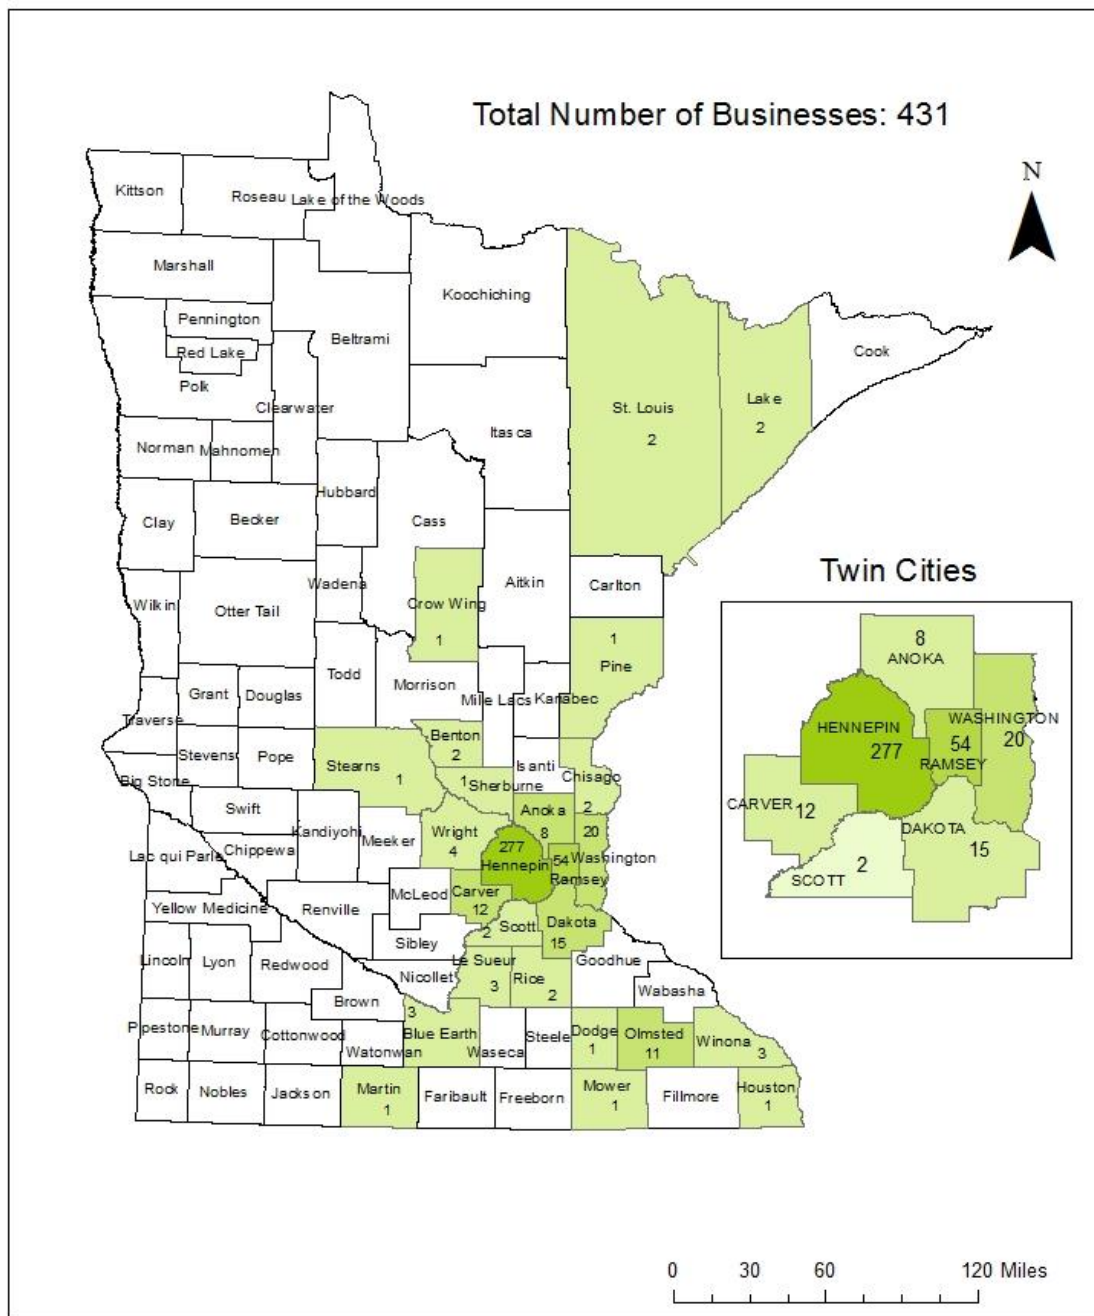 Total Number of Businesses: 431
N
Kittson
Roseau
Lake of the Woods
Marshall
Koochiching
Pennington
Beltrami
Red Lake
Cook
Polk
Lake
2
St. Louis
2
Clearwater
Itasca
Norman
Mahnomen
Hubbard
Clay
Becker
Cass
Aitkin
Carlton
Wadena
Crow Wing
1
Wilkin
Otter Tail
1
Pine
Todd
Morrison
Mille Lacs
Kanabec
Grant
Douglas
Traverse
Benton
2
Stevens
Pope
Stearns
1
Isanti
Big Stone
1
Sherburne
Chisago
2
Swift
Anoka
8
20
Washington
Kandiyohi
Meeker
Wright
4
277
Hennepin
54
Ramsey
Lac qui Parle
Chippewa
McLeod
Carver
12
Yellow Medicine
Renville
Scott
2
Dakota
15
Sibley
Lincoln
Lyon
Redwood
Nicollet
Le Sueur
3
Rice
2
Goodhue
Wabasha
Brown
3
Blue Earth
Pipestone
Murray
Cottonwood
Watonwan
Waseca
Steele
Dodge
1
Olmsted
11
Winona
3
Rock
Nobles
Jackson
Martin
1
Faribault
Freeborn
Mower
1
Fillmore
Houston
1
Twin Cities
8
ANOKA
HENNEPIN
277
WASHINGTON
20
54
RAMSEY
CARVER 12
DAKOTA
15
SCOTT 2
0 30 60 120 Miles